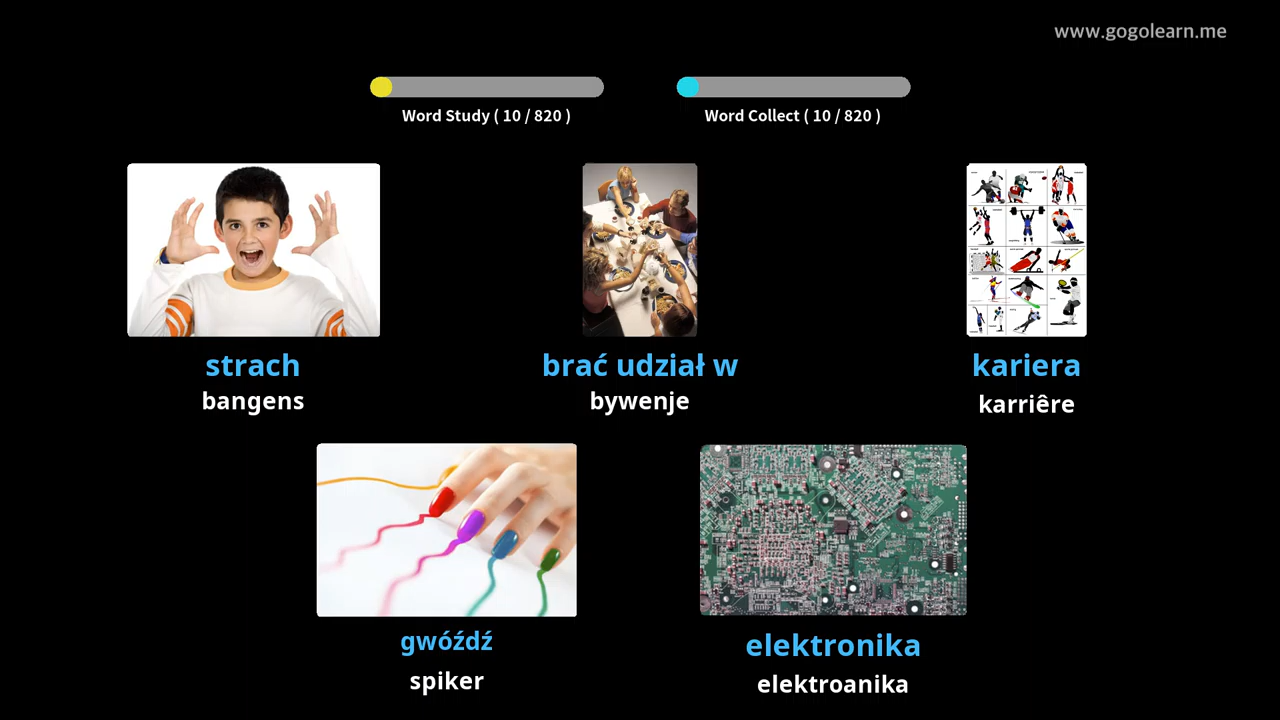 www.gogolearn.me
Word Study ( 10 / 820 )
Word Collect ( 10 / 820 )
strach
bangens
brać udział w
bywenje
kariera
karriêre
gwóźdź
spiker
elektronika
elektroanika